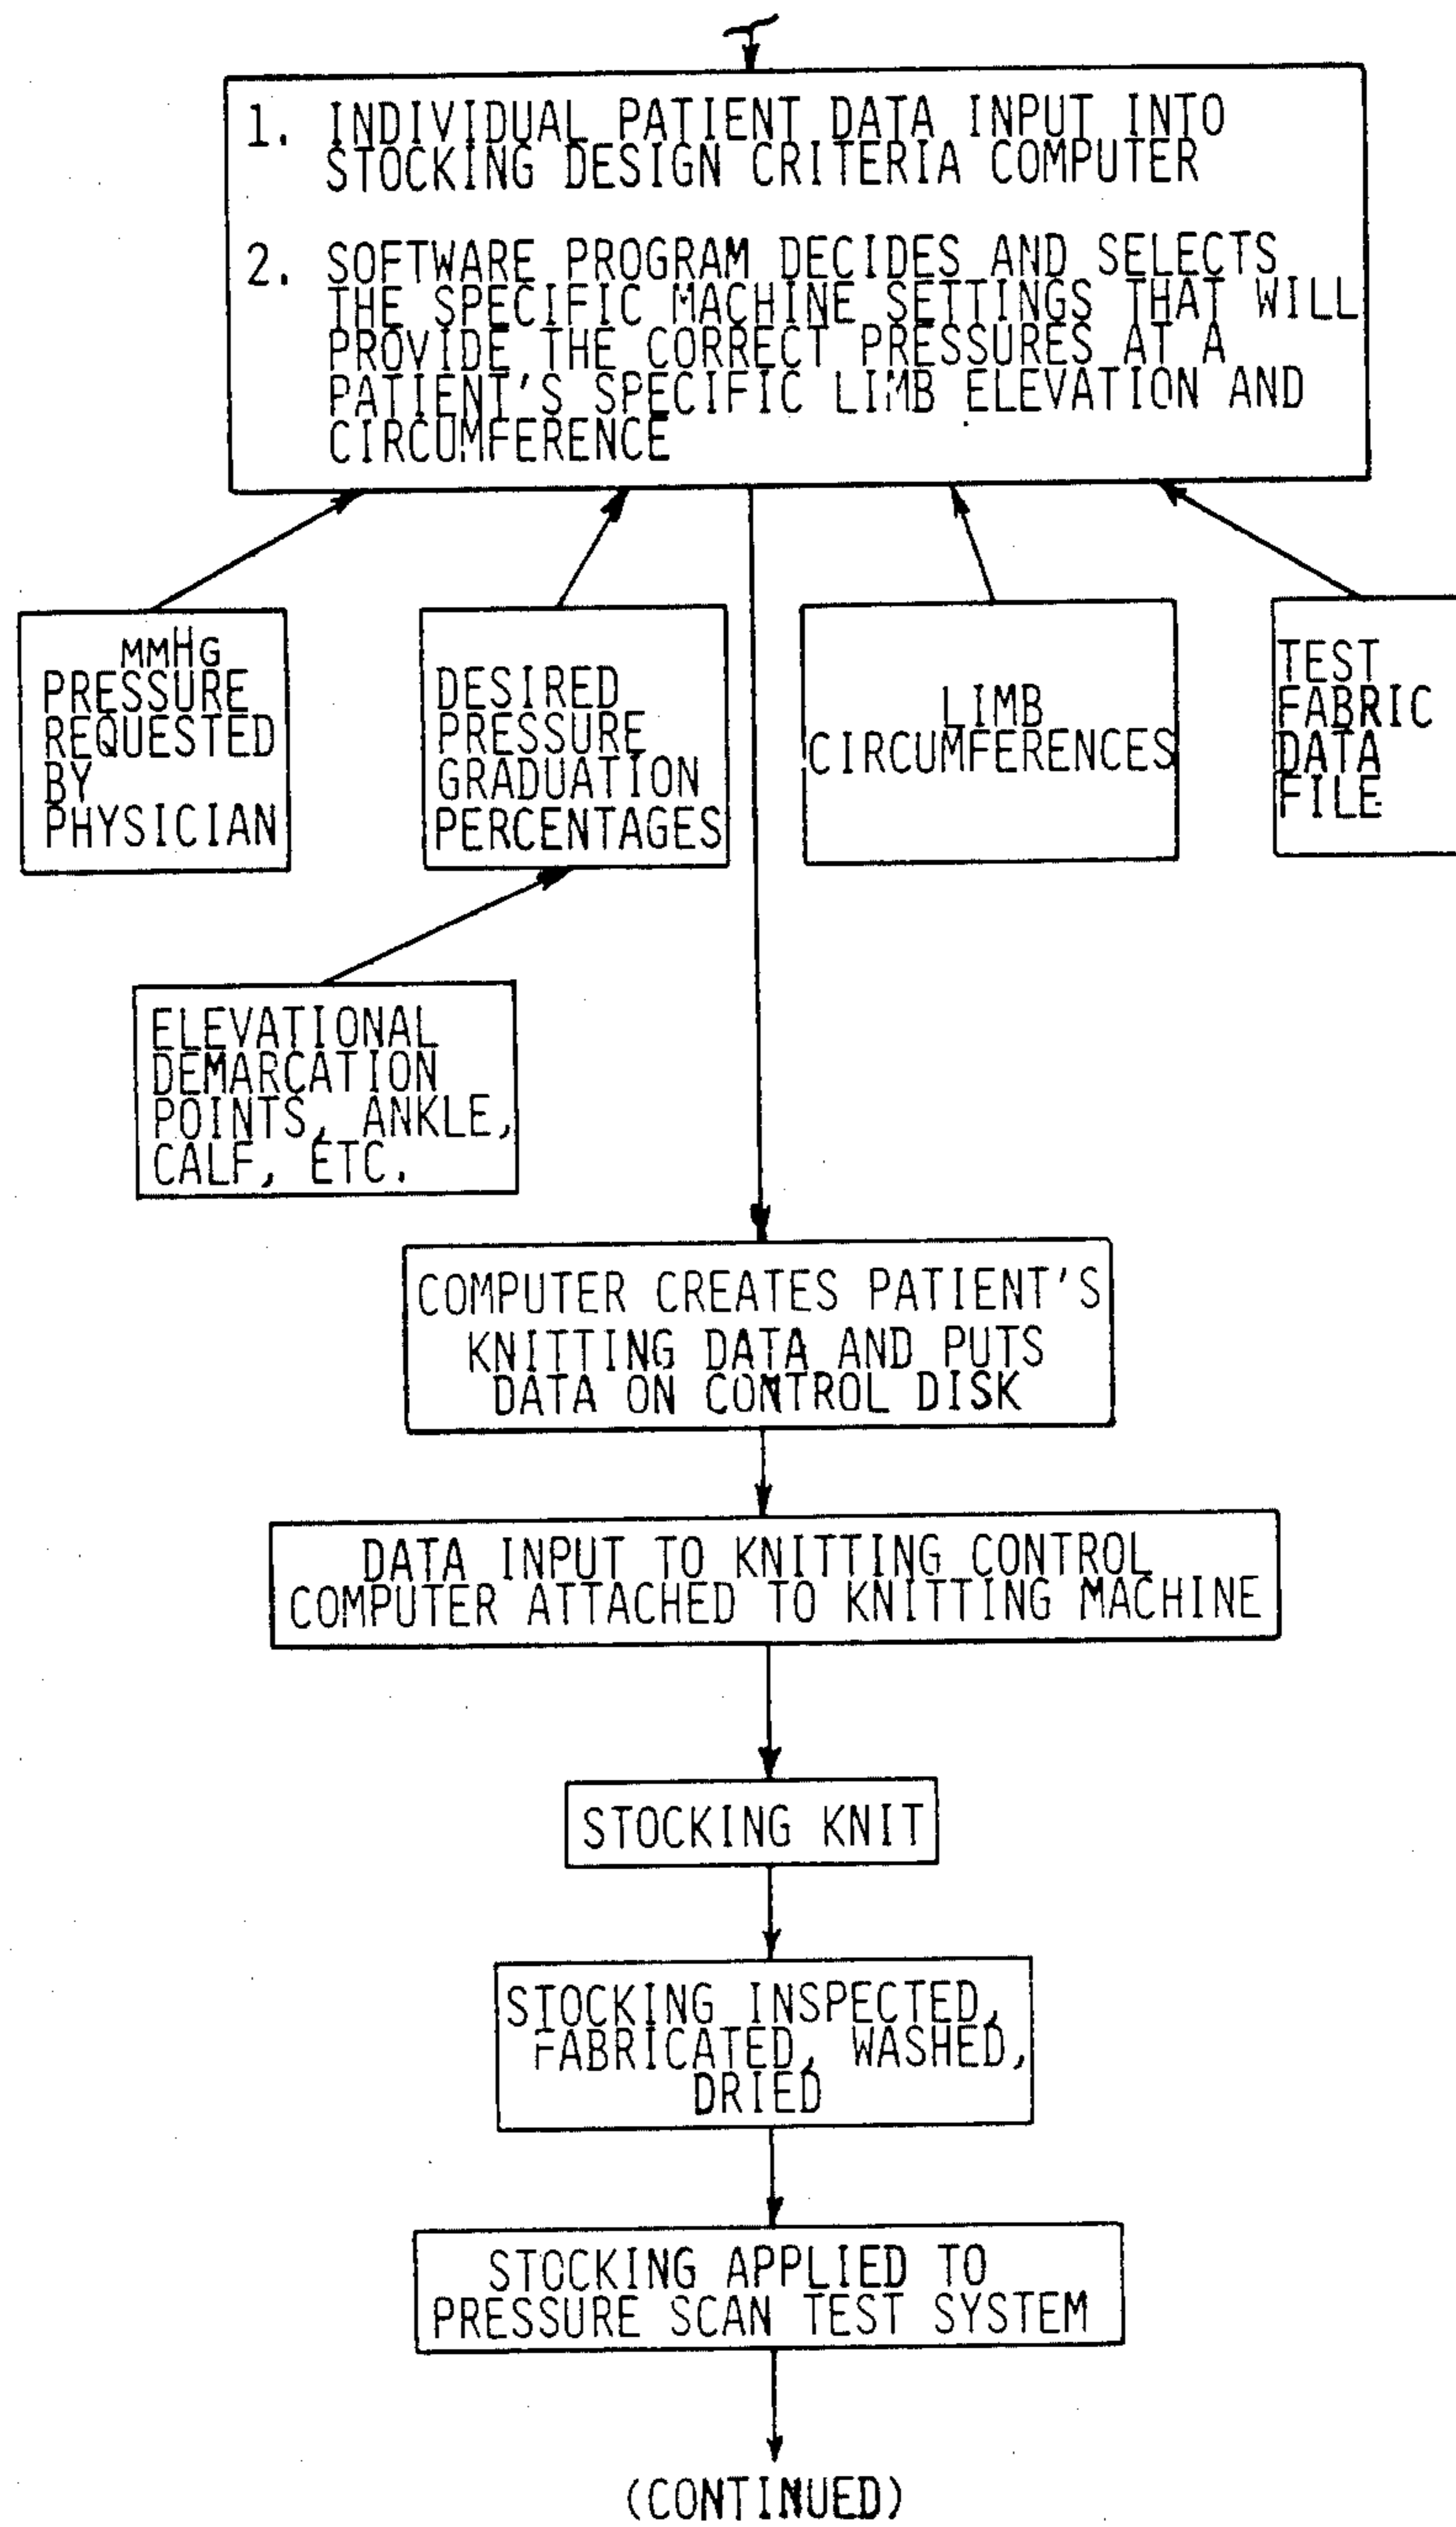 1. INDIVIDUAL PATIENT DATA INPUT INTO
STOCKING DESIGN CRITERIA COMPUTER
2. SOFTWARE PROGRAM DECIDES AND SELECTS
THE SPECIFIC MACHINE SETTINGS THAT WILL
PROVIDE THE CORRECT PRESSURES AT A
PATIENT'S SPECIFIC LIMB ELEVATION AND
CIRCUMFERENCE
MMHG
PRESSURE
REQUESTED
BY
PHYSICIAN
DESIRED
PRESSURE
GRADUATION
PERCENTAGES
LIMB
CIRCUMFERENCES
TEST
FABRIC
DATA
FILE
ELEVATIONAL
DEMARCATION
POINTS, ANKLE,
CALF, ETC.
COMPUTER CREATES PATIENT'S
KNITTING DATA AND PUTS
DATA ON CONTROL DISK
DATA INPUT TO KNITTING CONTROL
COMPUTER ATTACHED TO KNITTING MACHINE
STOCKING KNIT
STOCKING INSPECTED,
FABRICATED, WASHED,
DRIED
STOCKING APPLIED TO
PRESSURE SCAN TEST SYSTEM
(CONTINUED)